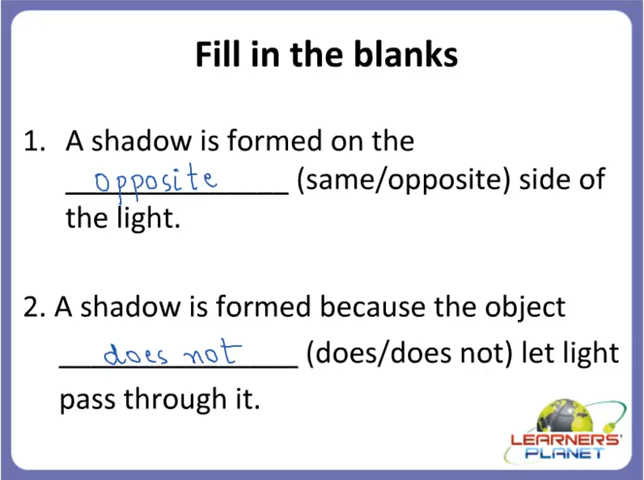 Fill in the blanks
1. A shadow is formed on the
opposite (same/opposite) side of
the light.
2. A shadow is formed because the object
does not (does/does not) let light
pass through it.
LEARNERS'
PLANET